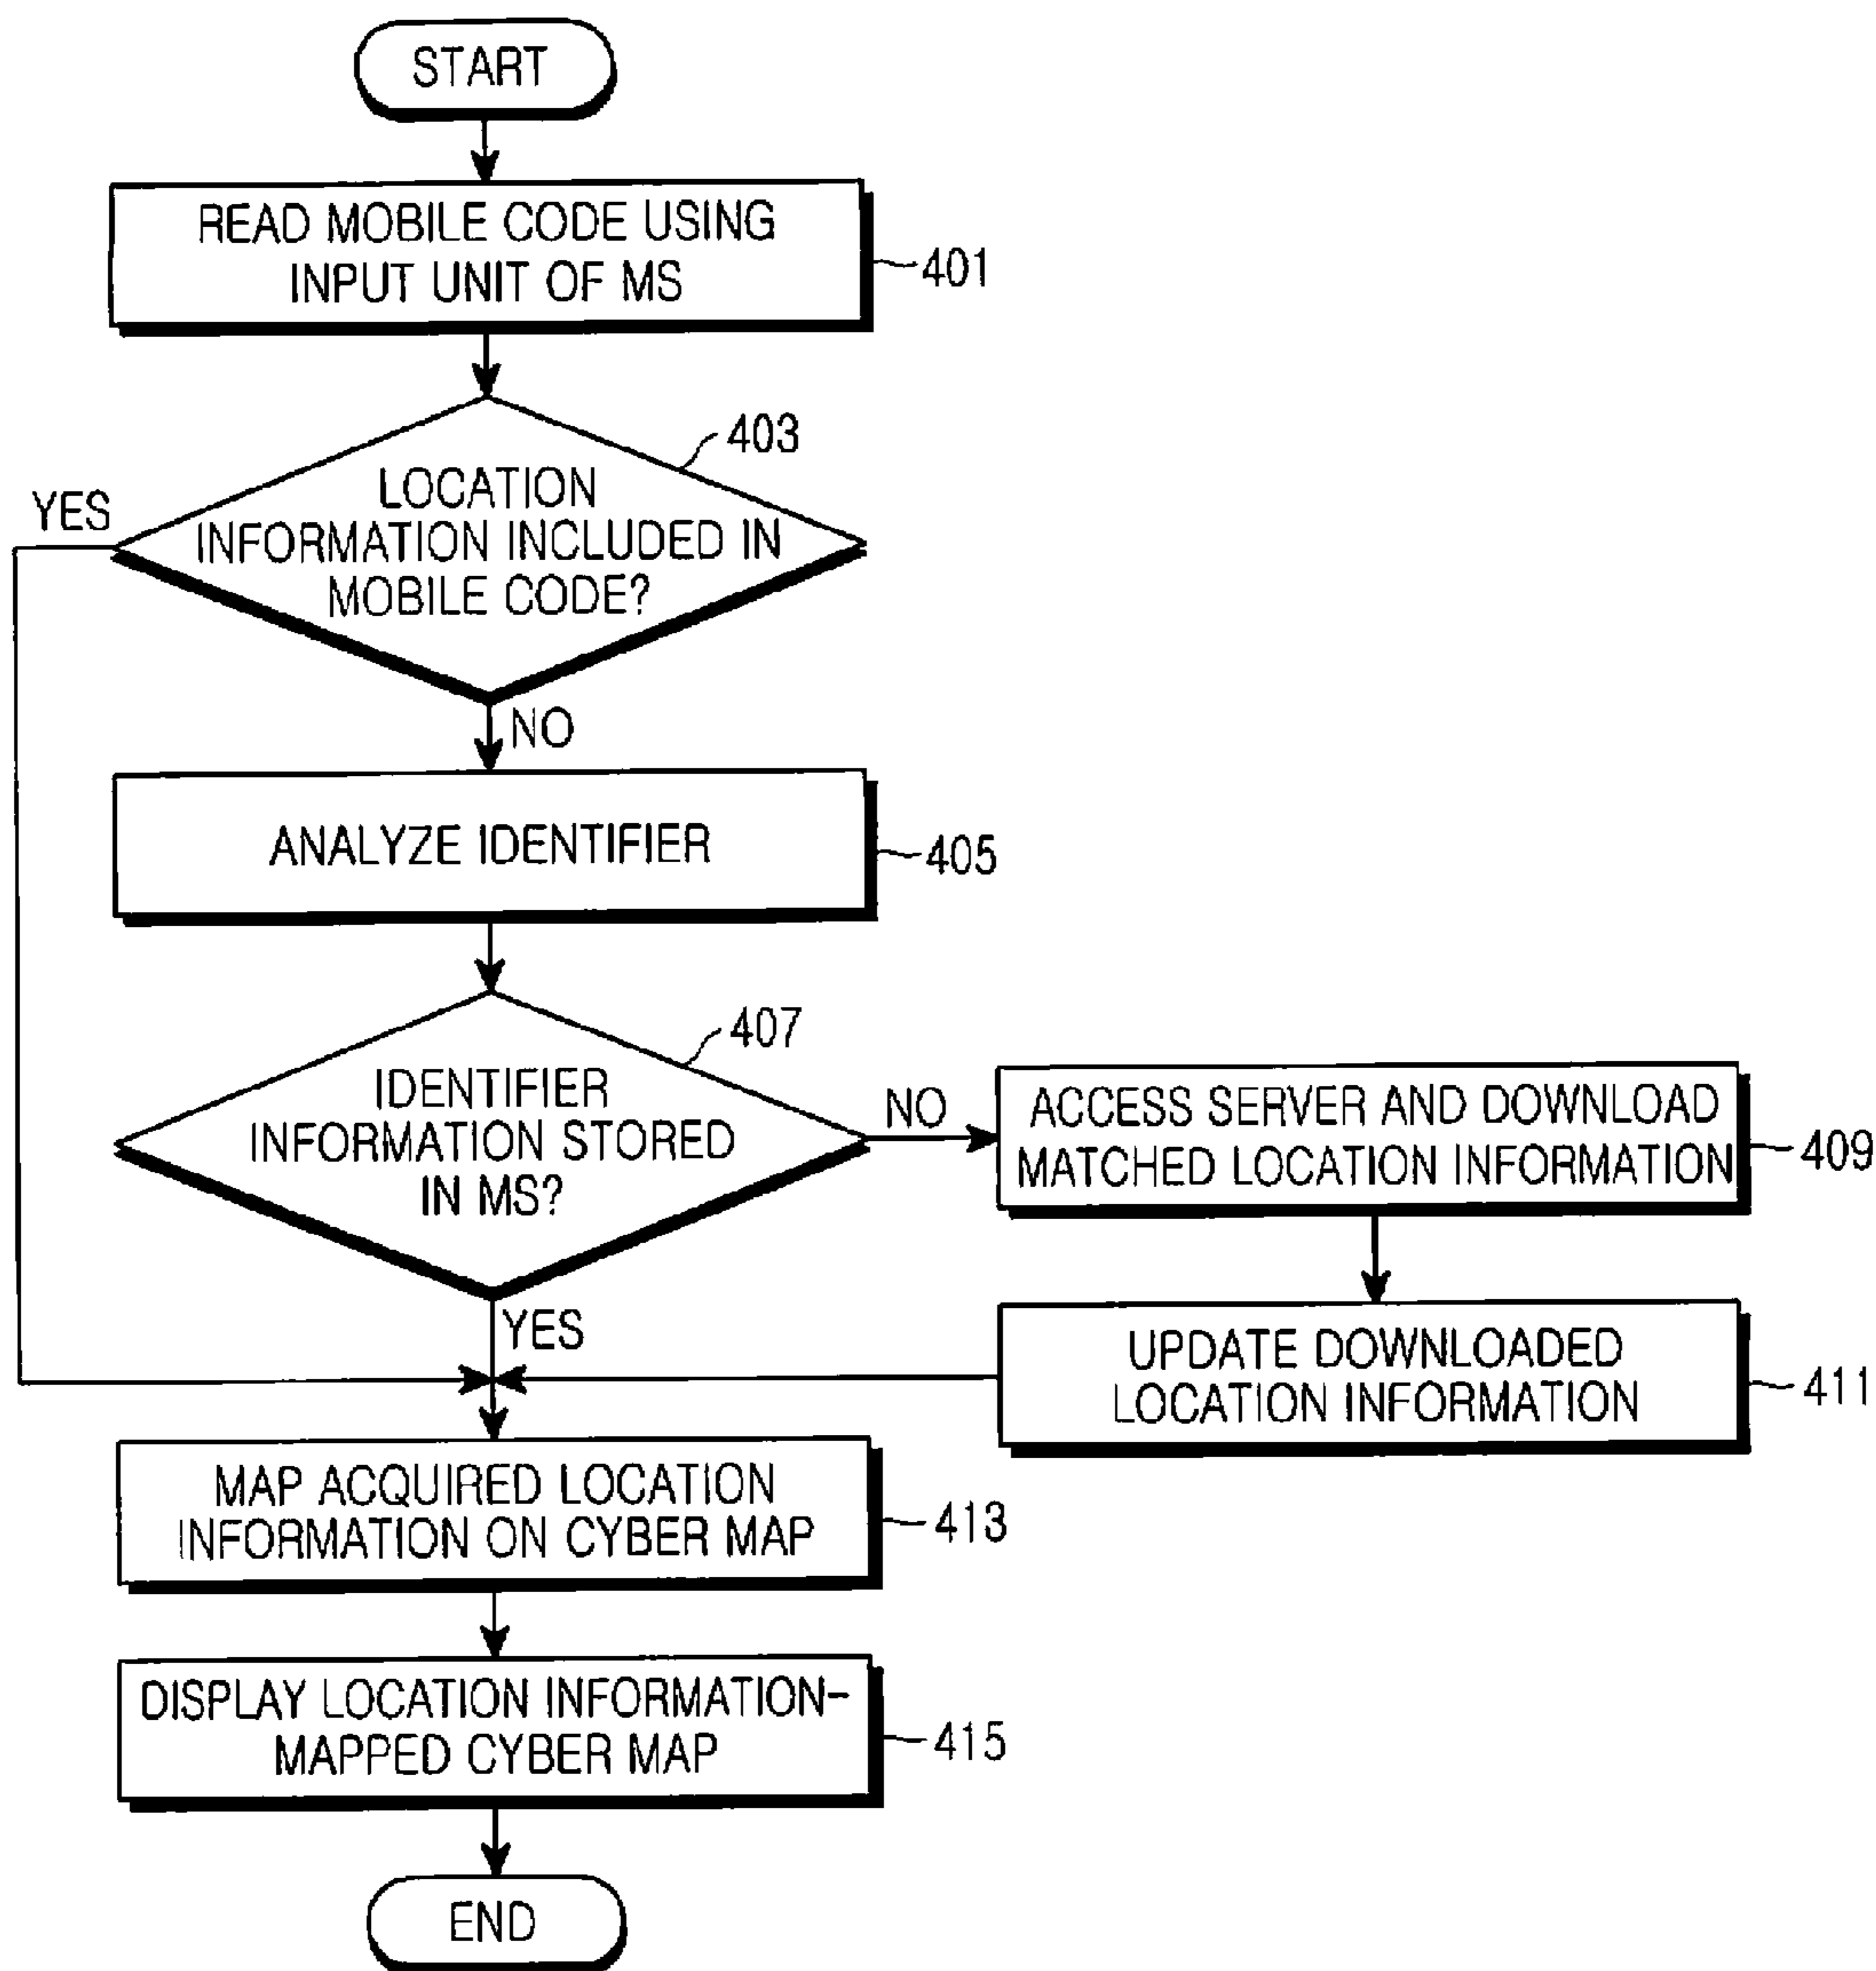 START
READ MOBILE CODE USING
INPUT UNIT OF MS
401
403
LOCATION
INFORMATION INCLUDED IN
MOBILE CODE?
YES
NO
ANALYZE IDENTIFIER
405
407
IDENTIFIER
INFORMATION STORED
IN MS?
NO
ACCESS SERVER AND DOWNLOAD
MATCHED LOCATION INFORMATION
409
YES
UPDATE DOWNLOADED
LOCATION INFORMATION
411
MAP ACQUIRED LOCATION
INFORMATION ON CYBER MAP
413
DISPLAY LOCATION INFORMATION-
MAPPED CYBER MAP
415
END